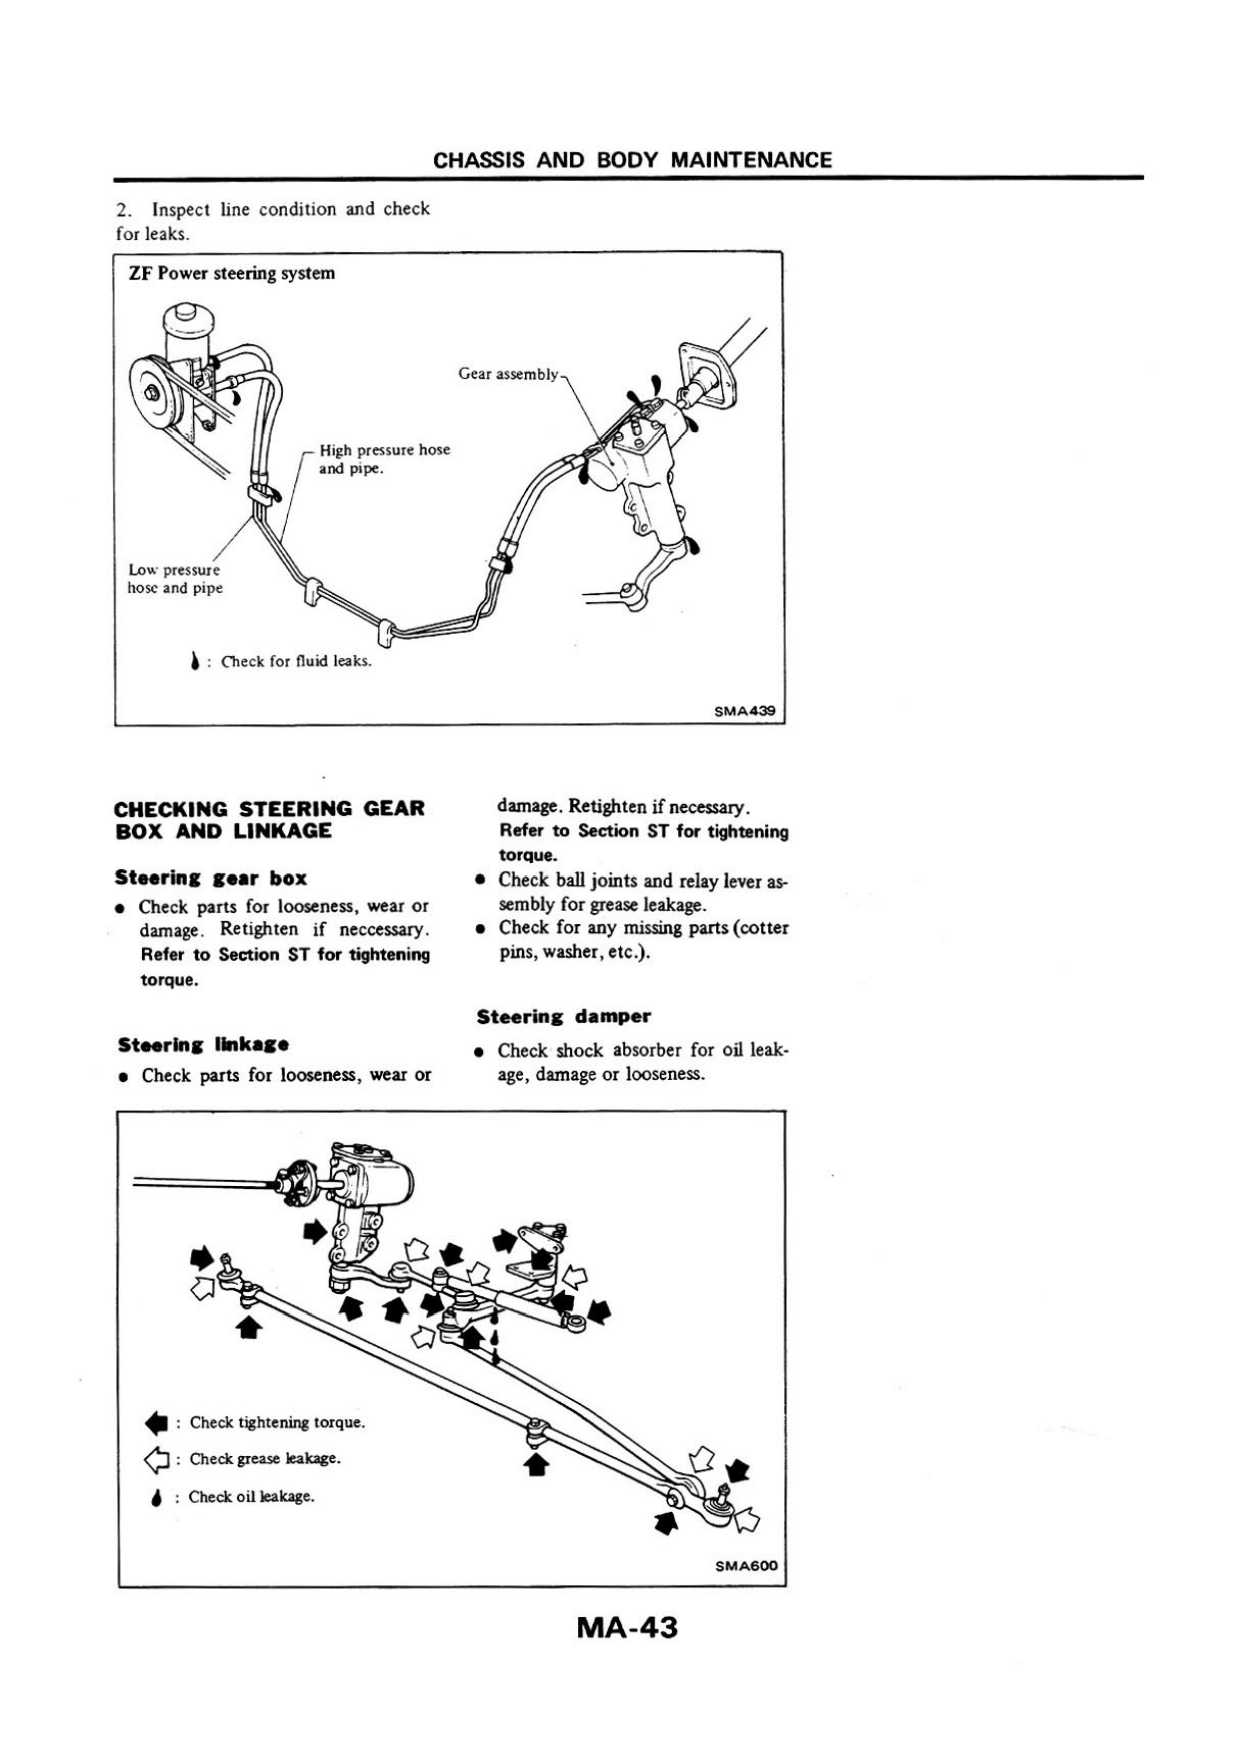 CHASSIS AND BODY MAINTENANCE
2. Inspect line condition and check
for leaks.
ZF Power steering system
Gear assembly
High pressure hose
and pipe.
Low pressure
hose and pipe
: Check for fluid leaks.
SMA439
CHECKING STEERING GEAR
BOX AND LINKAGE
Steering gear box
● Check parts for looseness, wear or
damage. Retighten if neccessary.
Refer to Section ST for tightening
torque.
Steering linkage
● Check parts for looseness, wear or
damage. Retighten if necessary.
Refer to Section ST for tightening
torque.
● Check ball joints and relay lever as-
sembly for grease leakage.
● Check for any missing parts (cotter
pins, washer, etc.).
Steering damper
● Check shock absorber for oil leak-
age, damage or looseness.
: Check tightening torque.
: Check grease leakage.
: Check oil leakage.
SMA600
MA-43